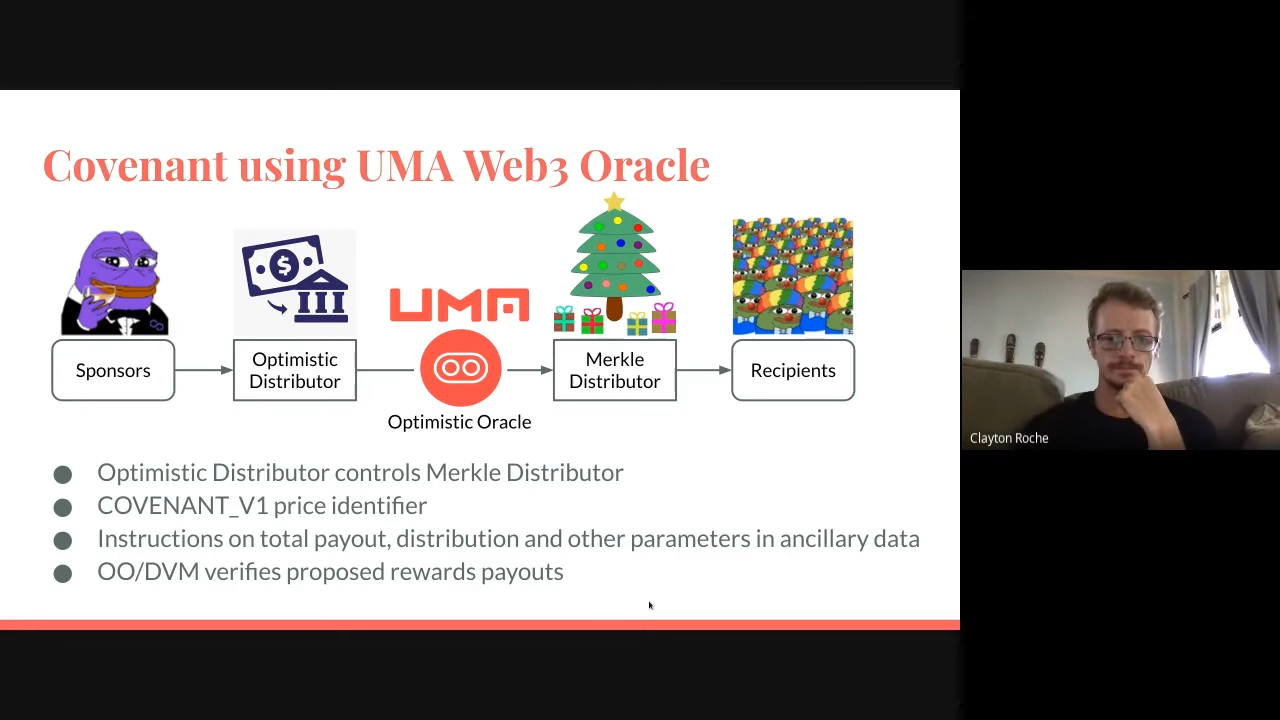 Covenant using UMA Web3 Oracle
UMA
Sponsors
Optimistic
Distributor
Optimistic Oracle
Merkle
Distributor
Recipients
Optimistic Distributor controls Merkle Distributor
COVENANT_V1 price identifier
Instructions on total payout, distribution and other parameters in ancillary data
OO/DVM verifies proposed rewards payouts
Clayton Roche